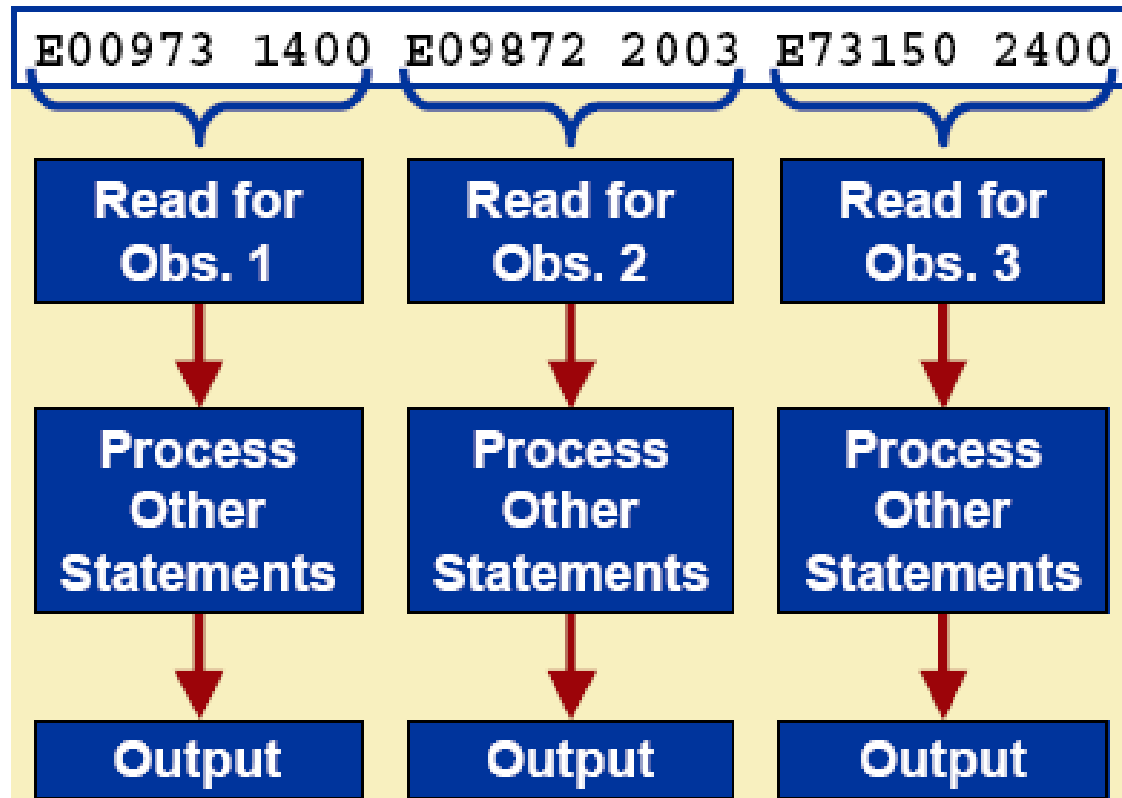 E00973 1400 E09872 2003 E73150 2400
Read for
Obs. 1
Read for
Obs. 2
Read for
Obs. 3
Process
Other
Statements
Process
Other
Statements
Process
Other
Statements
Output
Output
Output